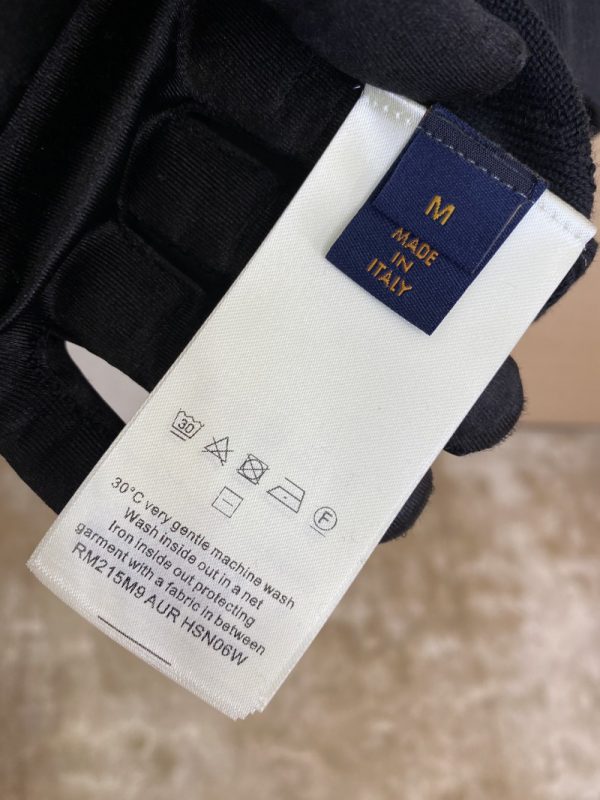 M
MADE
IN
ITALY
30
F
30°C very gentle machine wash
Wash inside out in a net
Iron inside out protecting
garment with a fabric in between
RM215M9 AUR HSN06W